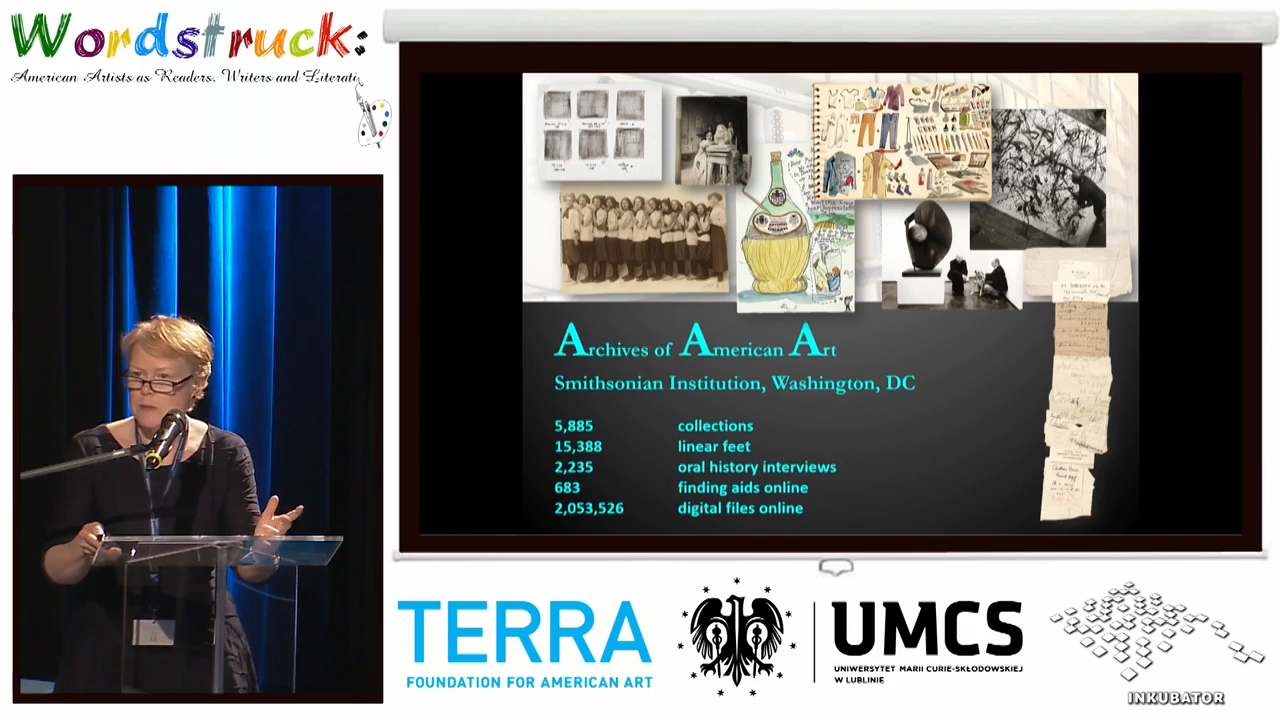 Wordstruck:
American Artists as Readers, Writers and Literati
Archives of American Art
Smithsonian Institution, Washington, DC
5,885 collections
15,388 linear feet
2,235 oral history interviews
683 finding aids online
2,053,526 digital files online
TERRA
FOUNDATION FOR AMERICAN ART
UMCS
UNIWERSYTET MARII CURIE-SKŁODOWSKIEJ
W LUBLINIE
INKUBATOR